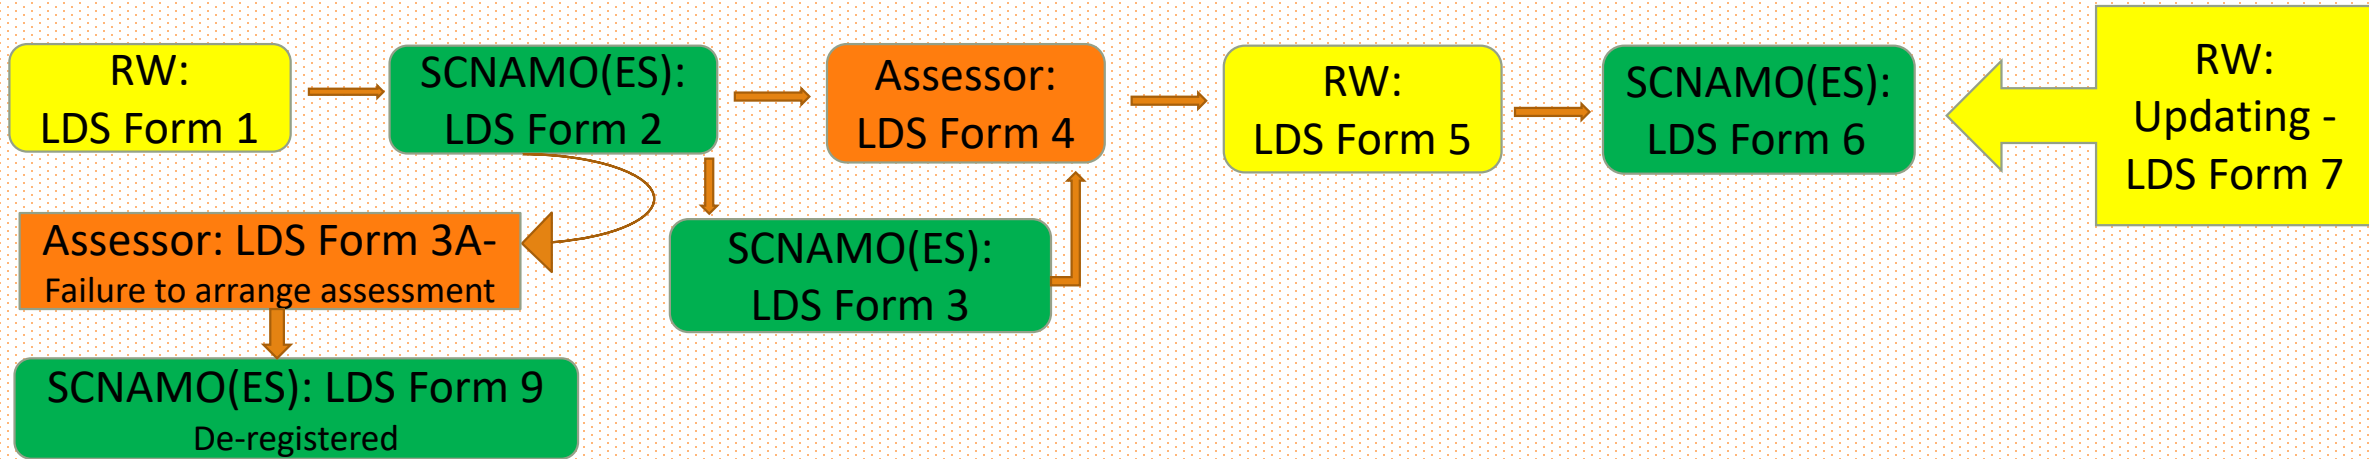 RW:
LDS Form 1
SCNAMO(ES):
LDS Form 2
Assessor:
LDS Form 4
RW:
LDS Form 5
SCNAMO(ES):
LDS Form 6
RW:
Updating -
LDS Form 7
Assessor: LDS Form 3A-
Failure to arrange assessment
SCNAMO(ES):
LDS Form 3
SCNAMO(ES): LDS Form 9
De-registered